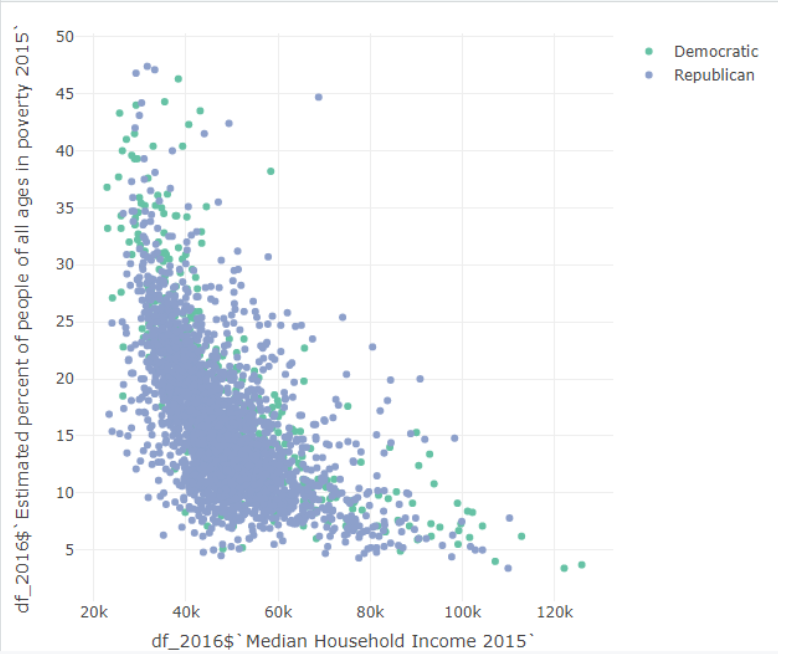 df_2016$`Estimated percent of people of all ages in poverty 2015`
50
45
40
35
30
25
20
15
10
5
20k 40k 60k 80k 100k 120k
df_2016$`Median Household Income 2015`
Democratic
Republican